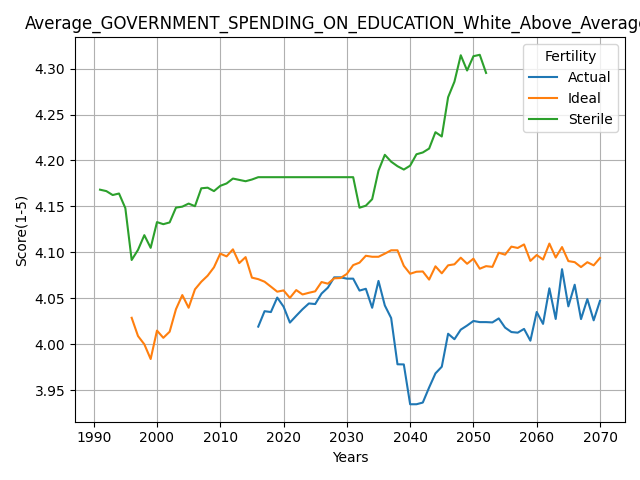 Average_GOVERNMENT_SPENDING_ON_EDUCATION_White_Above_Average
Fertility
Actual
Ideal
Sterile
Score(1-5)
4.30
4.25
4.20
4.15
4.10
4.05
4.00
3.95
1990 2000 2010 2020 2030 2040 2050 2060 2070
Years